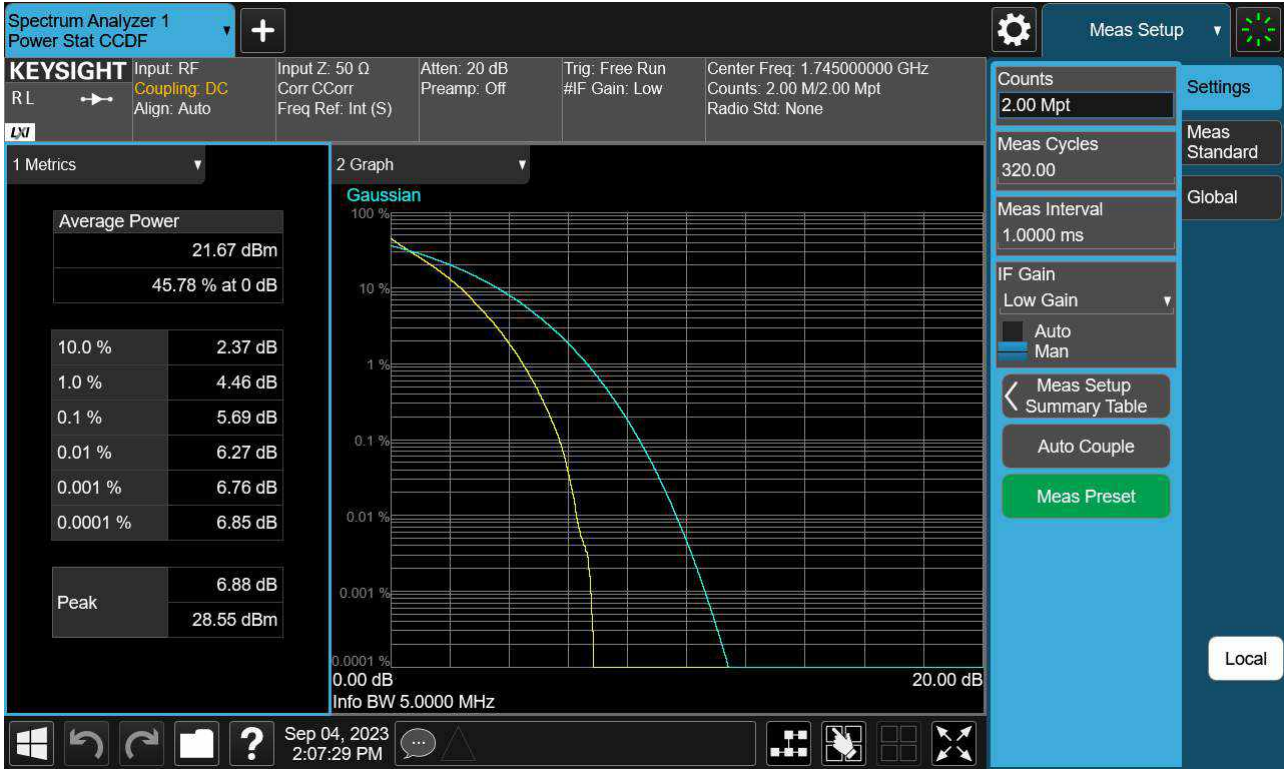 Spectrum Analyzer 1
Power Stat CCDF
+
Meas Setup
KEYSIGHT
R L
LXI
Input: RF
Coupling: DC
Align: Auto
Input Z: 50 Ω
Corr CCorr
Freq Ref: Int (S)
Atten: 20 dB
Preamp: Off
Trig: Free Run
#IF Gain: Low
Center Freq: 1.745000000 GHz
Counts: 2.00 M/2.00 Mpt
Radio Std: None
1 Metrics
Average Power
21.67 dBm
45.78 % at 0 dB
10.0 % 2.37 dB
1.0 % 4.46 dB
0.1 % 5.69 dB
0.01 % 6.27 dB
0.001 % 6.76 dB
0.0001 % 6.85 dB
Peak
6.88 dB
28.55 dBm
2 Graph
Gaussian
100 %
10 %
1 %
0.1 %
0.01 %
0.001 %
0.0001 %
0.00 dB 20.00 dB
Info BW 5.0000 MHz
Counts
2.00 Mpt
Meas Cycles
320.00
Meas Interval
1.0000 ms
IF Gain
Low Gain
Auto
Man
Meas Setup
Summary Table
Auto Couple
Meas Preset
Settings
Meas
Standard
Global
Local
?
Sep 04, 2023
2:07:29 PM